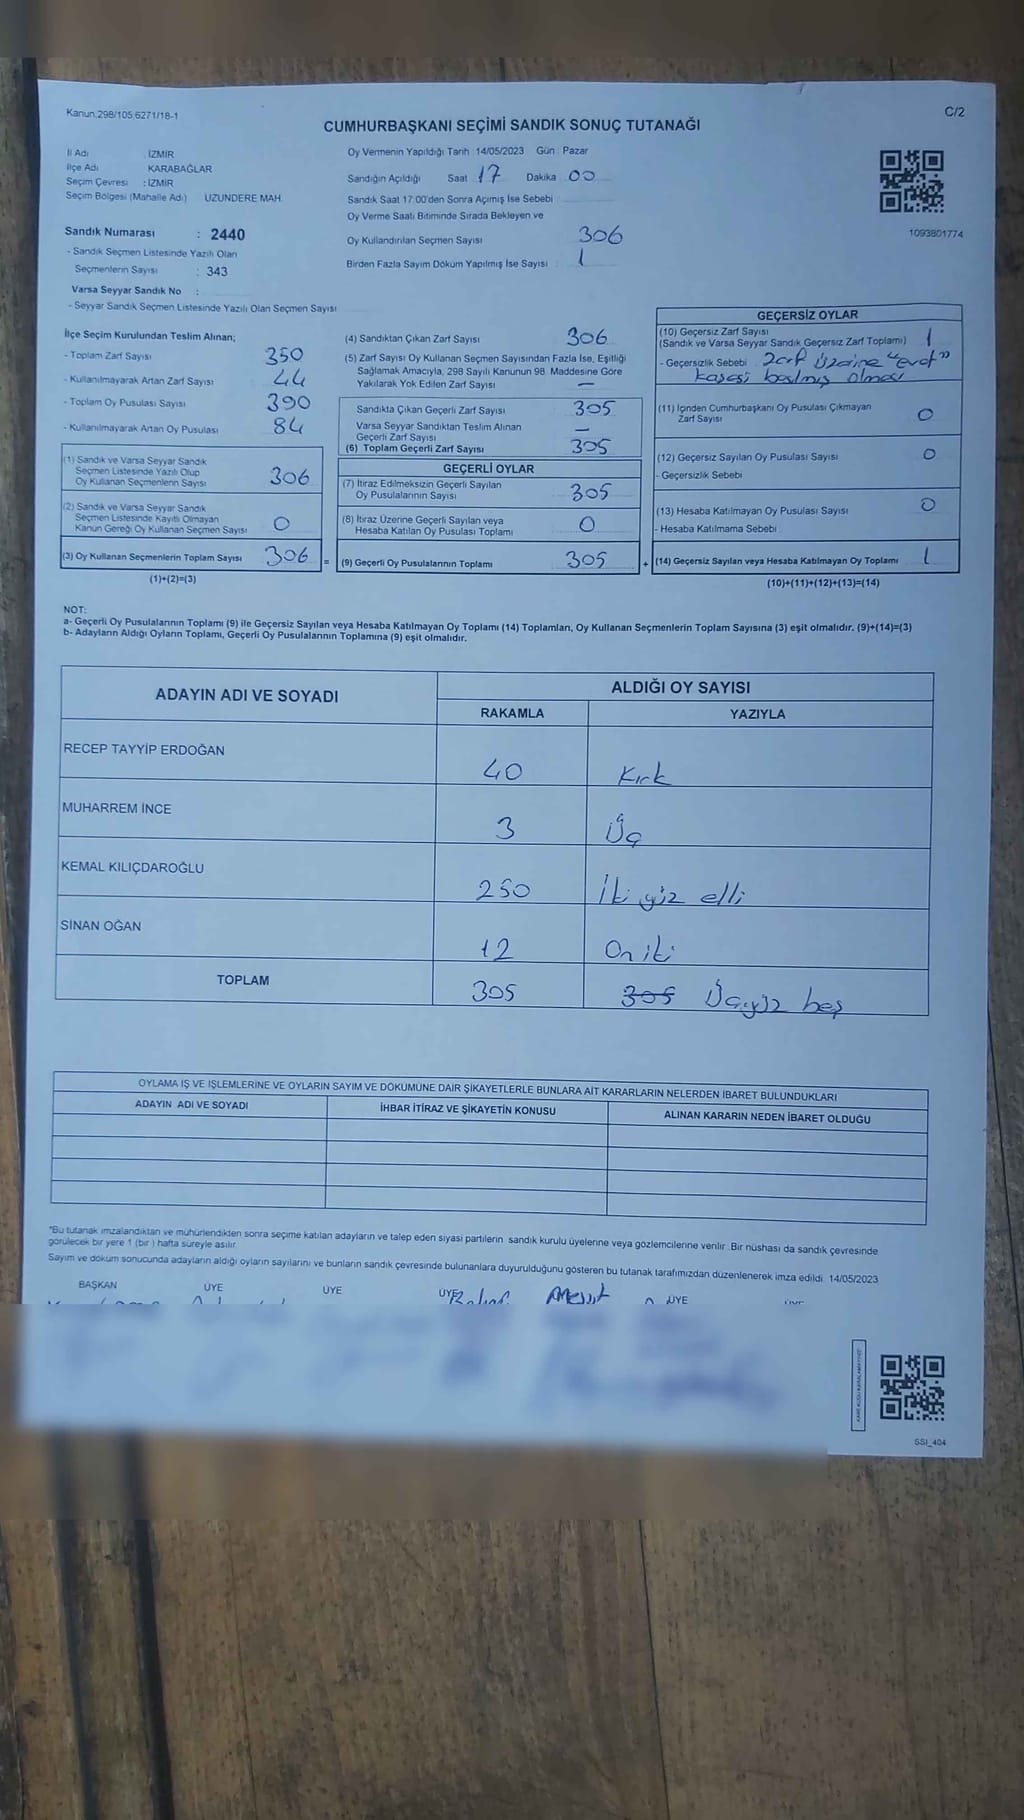 Kanun.298/105.6271/18-1
C/2
CUMHURBAŞKANI SEÇİMİ SANDIK SONUÇ TUTANAĞI
İl Adı : İZMİR
İlçe Adı : KARABAĞLAR
Seçim Çevresi : İZMİR
Seçim Bölgesi (Mahalle Adı) UZUNDERE MAH.
Oy Vermenin Yapıldığı Tarih 14/05/2023 Gün : Pazar
Sandığın Açıldığı Saat 17 Dakika 00
Sandık Saat 17:00'den Sonra Açımış İse Sebebi
Oy Verme Saati Bitiminde Sırada Bekleyen ve
Oy Kullandırılan Seçmen Sayısı 306
Birden Fazla Sayım Döküm Yapılmış İse Sayısı : 1
1093801774
Sandık Numarası : 2440
- Sandık Seçmen Listesinde Yazılı Olan
Seçmenlerin Sayısı : 343
Varsa Seyyar Sandık No :
- Seyyar Sandık Seçmen Listesinde Yazılı Olan Seçmen Sayısı
İlçe Seçim Kurulundan Teslim Alınan;
- Toplam Zarf Sayısı 350
- Kullanılmayarak Artan Zarf Sayısı 44
- Toplam Oy Pusulası Sayısı 390
- Kullanılmayarak Artan Oy Pusulası 84
(1) Sandık ve Varsa Seyyar Sandık
Seçmen Listesinde Yazılı Olup
Oy Kullanan Seçmenlerin Sayısı 306
(2) Sandık ve Varsa Seyyar Sandık
Seçmen Listesinde Kayıtlı Olmayan
Kanun Gereği Oy Kullanan Seçmen Sayısı 0
(3) Oy Kullanan Seçmenlerin Toplam Sayısı 306 =
(1)+(2)=(3)
(4) Sandıktan Çıkan Zarf Sayısı 306
(5) Zarf Sayısı Oy Kullanan Seçmen Sayısından Fazla İse, Eşitliği
Sağlamak Amacıyla, 298 Sayılı Kanunun 98. Maddesine Göre
Yakılarak Yok Edilen Zarf Sayısı —
Sandıkta Çıkan Geçerli Zarf Sayısı 305
Varsa Seyyar Sandıktan Teslim Alınan
Geçerli Zarf Sayısı —
(6) Toplam Geçerli Zarf Sayısı 305
GEÇERLİ OYLAR
(7) İtiraz Edilmeksizin Geçerli Sayılan
Oy Pusulalarının Sayısı 305
(8) İtiraz Üzerine Geçerli Sayılan veya
Hesaba Katılan Oy Pusulası Toplamı 0
(9) Geçerli Oy Pusulalarının Toplamı 305 +
GEÇERSİZ OYLAR
(10) Geçersiz Zarf Sayısı
(Sandık ve Varsa Seyyar Sandık Geçersiz Zarf Toplamı) 1
- Geçersizlik Sebebi Zarf Üzerine "Evet"
kaşesi basılmış olması
(11) İçinden Cumhurbaşkanı Oy Pusulası Çıkmayan
Zarf Sayısı 0
(12) Geçersiz Sayılan Oy Pusulası Sayısı 0
- Geçersizlik Sebebi
(13) Hesaba Katılmayan Oy Pusulası Sayısı 0
- Hesaba Katılmama Sebebi
(14) Geçersiz Sayılan veya Hesaba Katılmayan Oy Toplamı 1
(10)+(11)+(12)+(13)=(14)
NOT:
a- Geçerli Oy Pusulalarının Toplamı (9) ile Geçersiz Sayılan veya Hesaba Katılmayan Oy Toplamı (14) Toplamları, Oy Kullanan Seçmenlerin Toplam Sayısına (3) eşit olmalıdır. (9)+(14)=(3)
b- Adayların Aldığı Oyların Toplamı, Geçerli Oy Pusulalarının Toplamına (9) eşit olmalıdır.
ADAYIN ADI VE SOYADI ALDIĞI OY SAYISI
RAKAMLA YAZIYLA
RECEP TAYYİP ERDOĞAN 40 Kırk
MUHARREM İNCE 3 Üç
KEMAL KILIÇDAROĞLU 250 İki yüz elli
SİNAN OĞAN 12 On iki
TOPLAM 305 305 Üçyüz beş
OYLAMA İŞ VE İŞLEMLERİNE VE OYLARIN SAYIM VE DÖKÜMÜNE DAİR ŞİKAYETLERLE BUNLARA AİT KARARLARIN NELERDEN İBARET BULUNDUKLARI
ADAYIN ADI VE SOYADI İHBAR İTİRAZ VE ŞİKAYETİN KONUSU ALINAN KARARIN NEDEN İBARET OLDUĞU
*Bu tutanak imzalandıktan ve mühürlendikten sonra seçime katılan adayların ve talep eden siyasi partilerin sandık kurulu üyelerine veya gözlemcilerine verilir. Bir nüshası da sandık çevresinde
görülecek bir yere 1 (bir) hafta süreyle asılır.
Sayım ve döküm sonucunda adayların aldığı oyların sayılarını ve bunların sandık çevresinde bulunanlara duyurulduğunu gösteren bu tutanak tarafımızdan düzenlenerek imza edildi. 14/05/2023
BAŞKAN ÜYE ÜYE ÜYE ÜYE
SSI_404